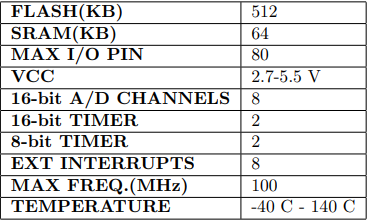 FLASH(KB) 512
SRAM(KB) 64
MAX I/O PIN 80
VCC 2.7-5.5 V
16-bit A/D CHANNELS 8
16-bit TIMER 2
8-bit TIMER 2
EXT INTERRUPTS 8
MAX FREQ.(MHz) 100
TEMPERATURE -40 C - 140 C